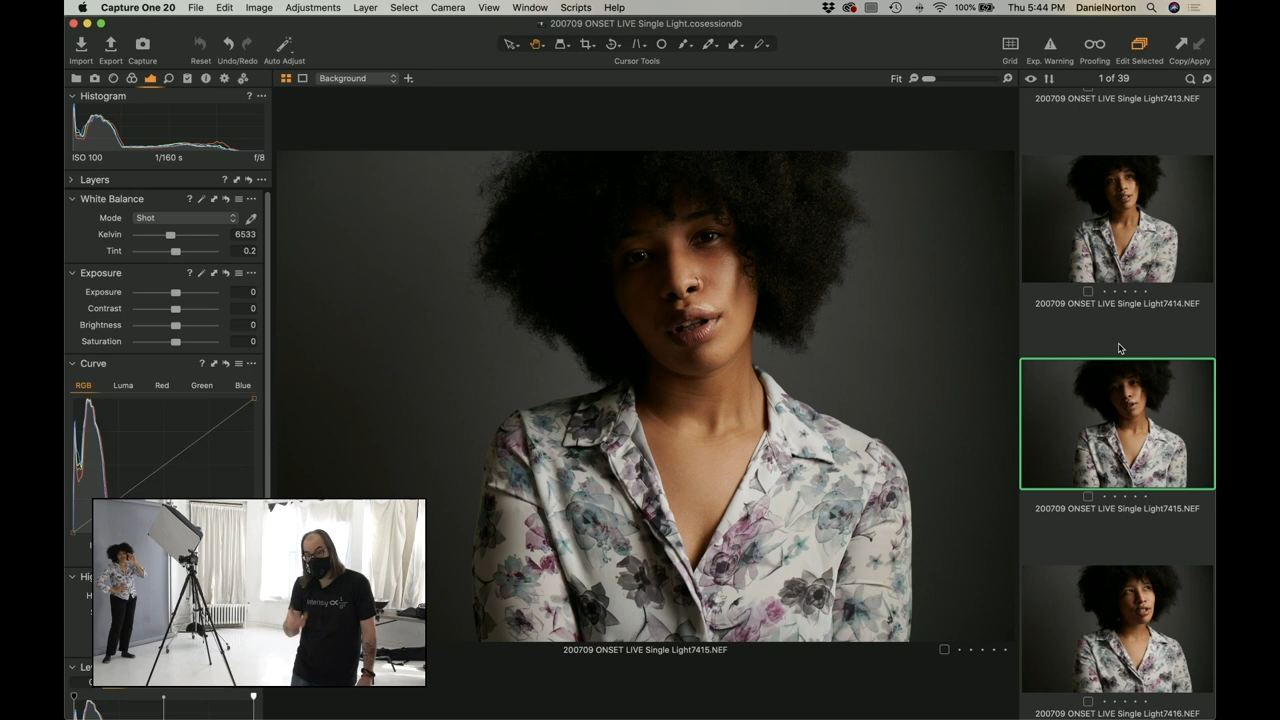 Capture One 20 File Edit Image Adjustments Layer Select Camera View Window Scripts Help 100% Thu 5:44 PM DanielNorton
200709 ONSET LIVE Single Light.cosessiondb
Import Export Capture Reset Undo/Redo Auto Adjust Cursor Tools Grid Exp. Warning Proofing Edit Selected Copy/Apply
Background Fit 1 of 39
Histogram ? ...
ISO 100 1/160 s f/8
Layers ? ...
White Balance ? ...
Mode Shot
Kelvin 6533
Tint 0.2
Exposure ? ...
Exposure 0
Contrast 0
Brightness 0
Saturation 0
Curve ? ...
RGB Luma Red Green Blue
200709 ONSET LIVE Single Light7413.NEF
200709 ONSET LIVE Single Light7414.NEF
200709 ONSET LIVE Single Light7415.NEF
200709 ONSET LIVE Single Light7415.NEF
200709 ONSET LIVE Single Light7416.NEF